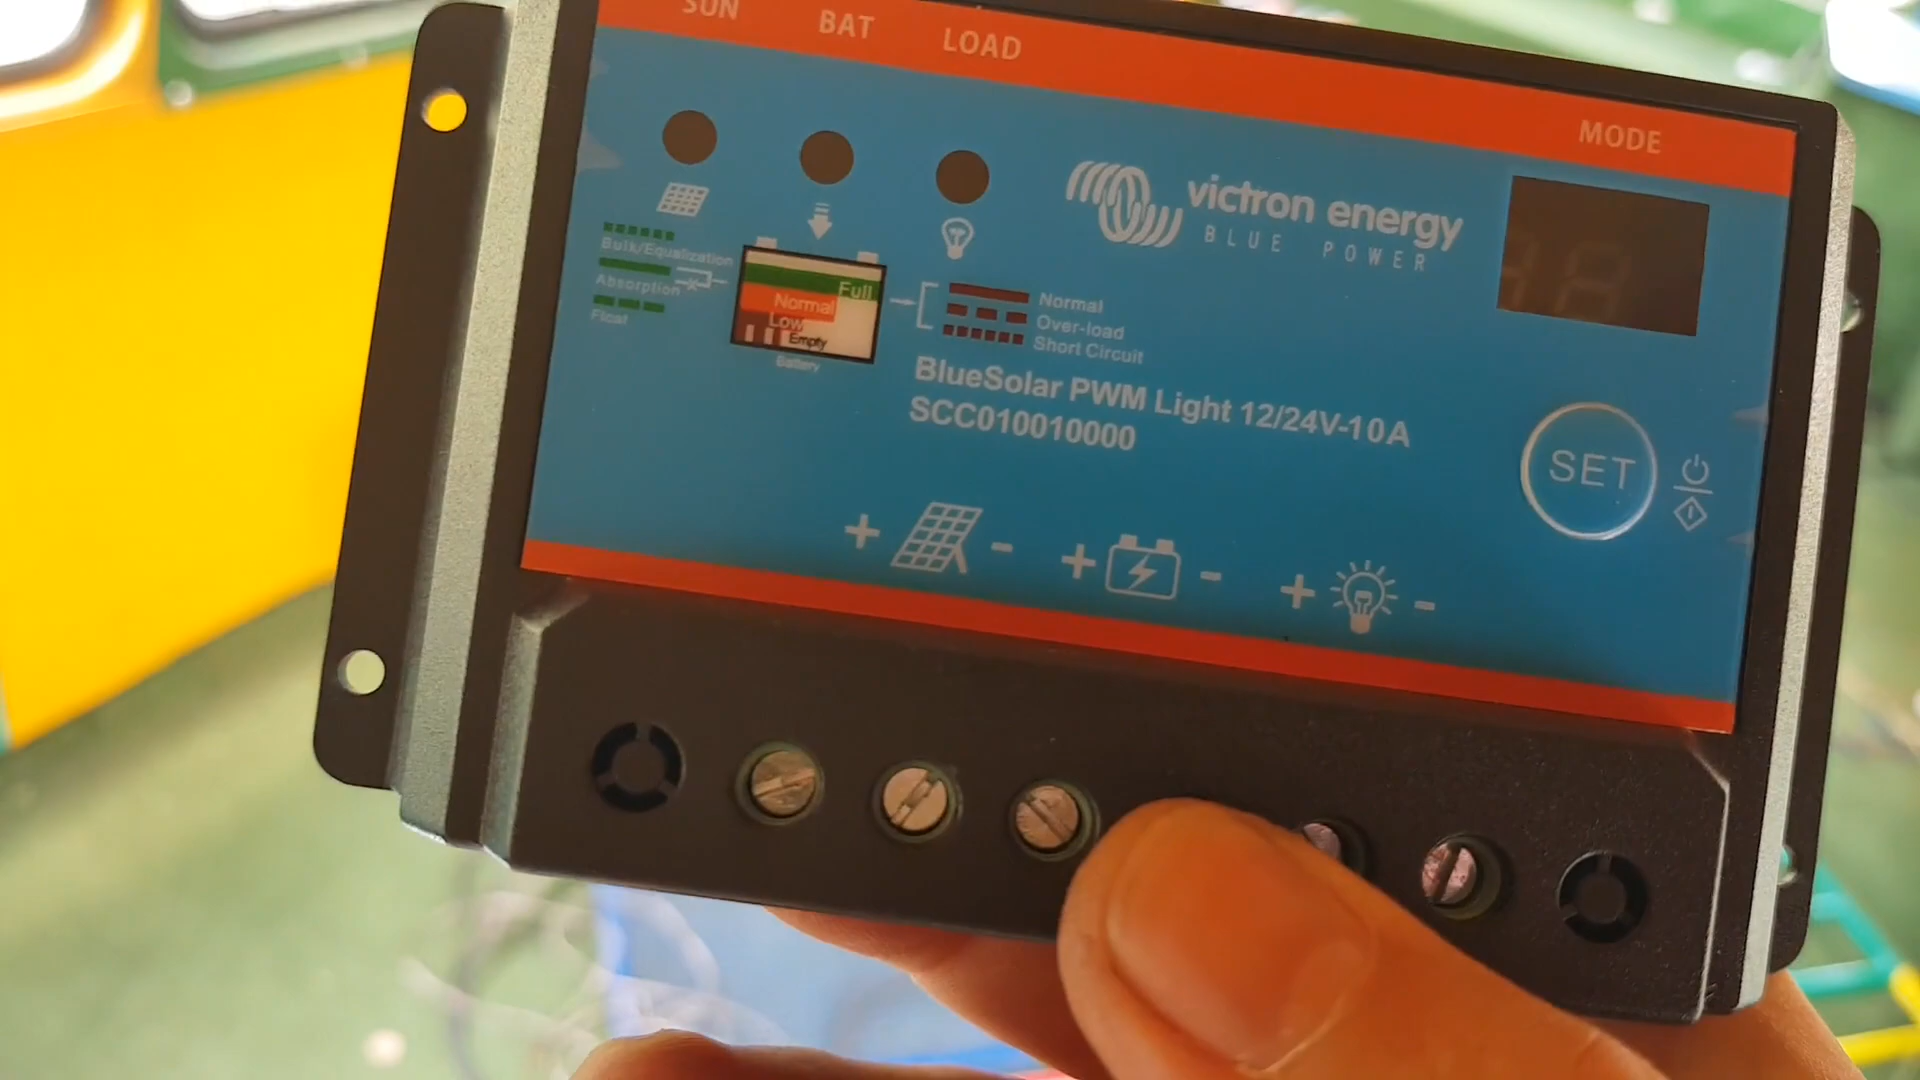 SUN BAT LOAD
MODE
victron energy
BLUE POWER
Bulk/Equalization
Absorption
Float
Full
Normal
Low
Empty
Battery
Normal
Over-load
Short Circuit
BlueSolar PWM Light 12/24V-10A
SCC010010000
SET
+ - + - + -